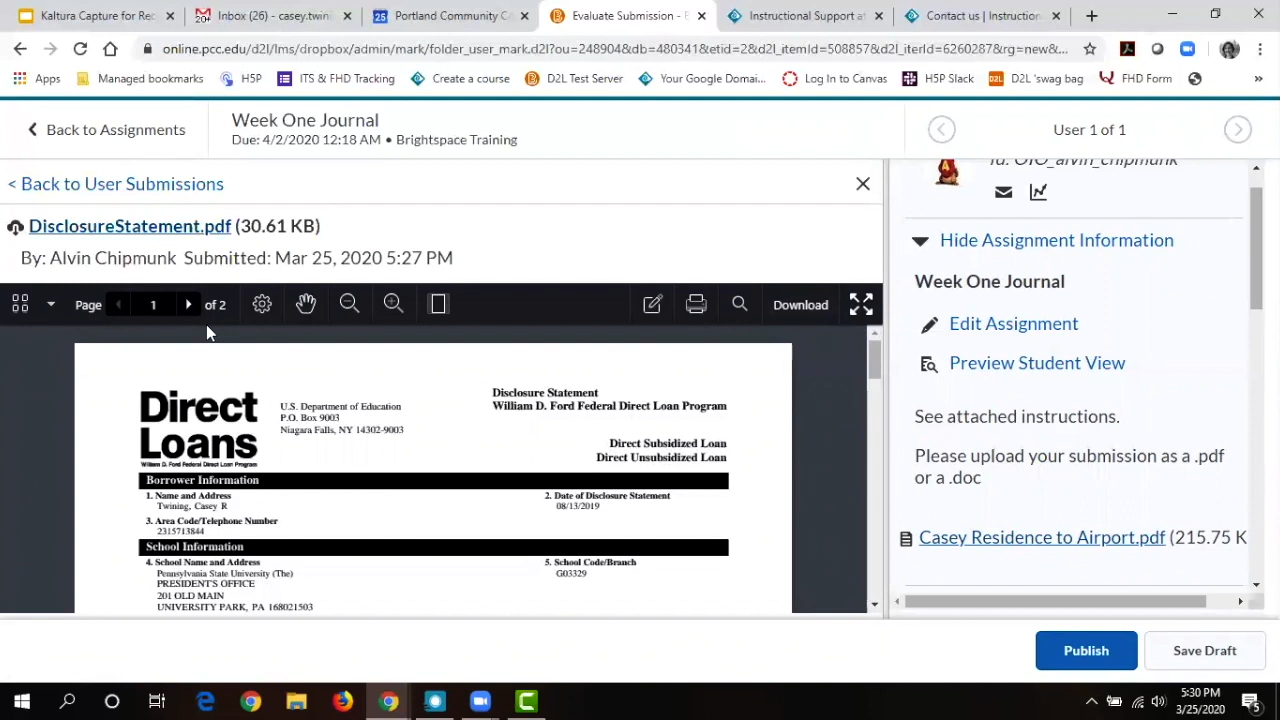 Kaltura Capture for Rec
Inbox (26) - casey.twin
Portland Community C
Evaluate Submission - B
Instructional Support at
Contact us | Instruction
online.pcc.edu/d2l/lms/dropbox/admin/mark/folder_user_mark.d2l?ou=248904&db=480341&etid=2&d2l_itemId=508857&d2l_iterId=6260287&rg=new&...
Apps
Managed bookmarks
H5P
ITS & FHD Tracking
Create a course
D2L Test Server
Your Google Domai...
Log In to Canvas
H5P Slack
D2L 'swag bag
FHD Form
»
Back to Assignments
Week One Journal
Due: 4/2/2020 12:18 AM • Brightspace Training
User 1 of 1
< Back to User Submissions
DisclosureStatement.pdf (30.61 KB)
By: Alvin Chipmunk Submitted: Mar 25, 2020 5:27 PM
Page 1 of 2
Download
Direct
Loans
William D. Ford Federal Direct Loan Program
U.S. Department of Education
P.O. Box 9003
Niagara Falls, NY 14302-9003
Disclosure Statement
William D. Ford Federal Direct Loan Program
Direct Subsidized Loan
Direct Unsubsidized Loan
Borrower Information
1. Name and Address
Twining, Casey R
2. Date of Disclosure Statement
08/13/2019
3. Area Code/Telephone Number
2315713844
School Information
4. School Name and Address
Pennsylvania State University (The)
PRESIDENT'S OFFICE
201 OLD MAIN
UNIVERSITY PARK, PA 168021503
5. School Code/Branch
G03329
Id: OTO_alvin_chipmunk
Hide Assignment Information
Week One Journal
Edit Assignment
Preview Student View
See attached instructions.
Please upload your submission as a .pdf
or a .doc
Casey Residence to Airport.pdf (215.75 K
Publish
Save Draft
5:30 PM
3/25/2020
5